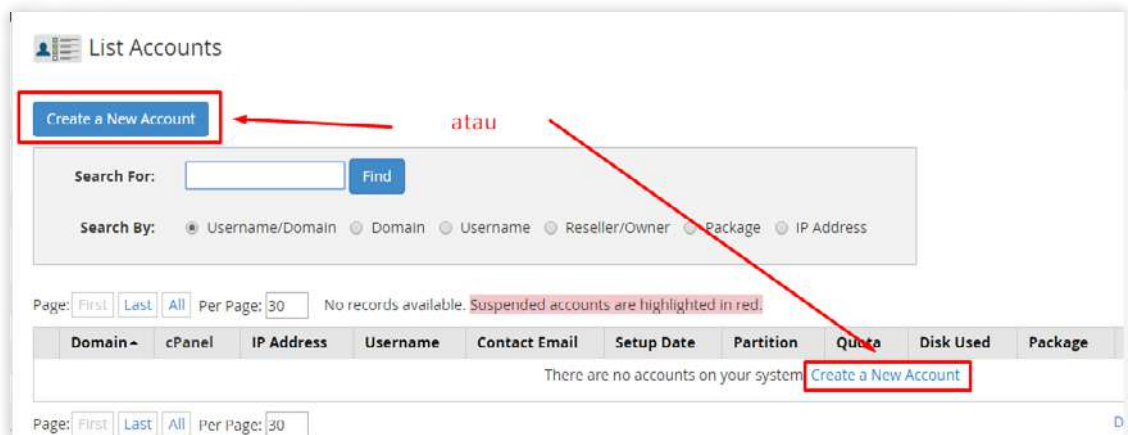 List Accounts
Create a New Account
atau
Search For: Find
Search By: Username/Domain Domain Username Reseller/Owner Package IP Address
Page: First Last All Per Page: 30 No records available. Suspended accounts are highlighted in red.
Domain cPanel IP Address Username Contact Email Setup Date Partition Quota Disk Used Package
There are no accounts on your system Create a New Account
Page: First Last All Per Page: 30 D